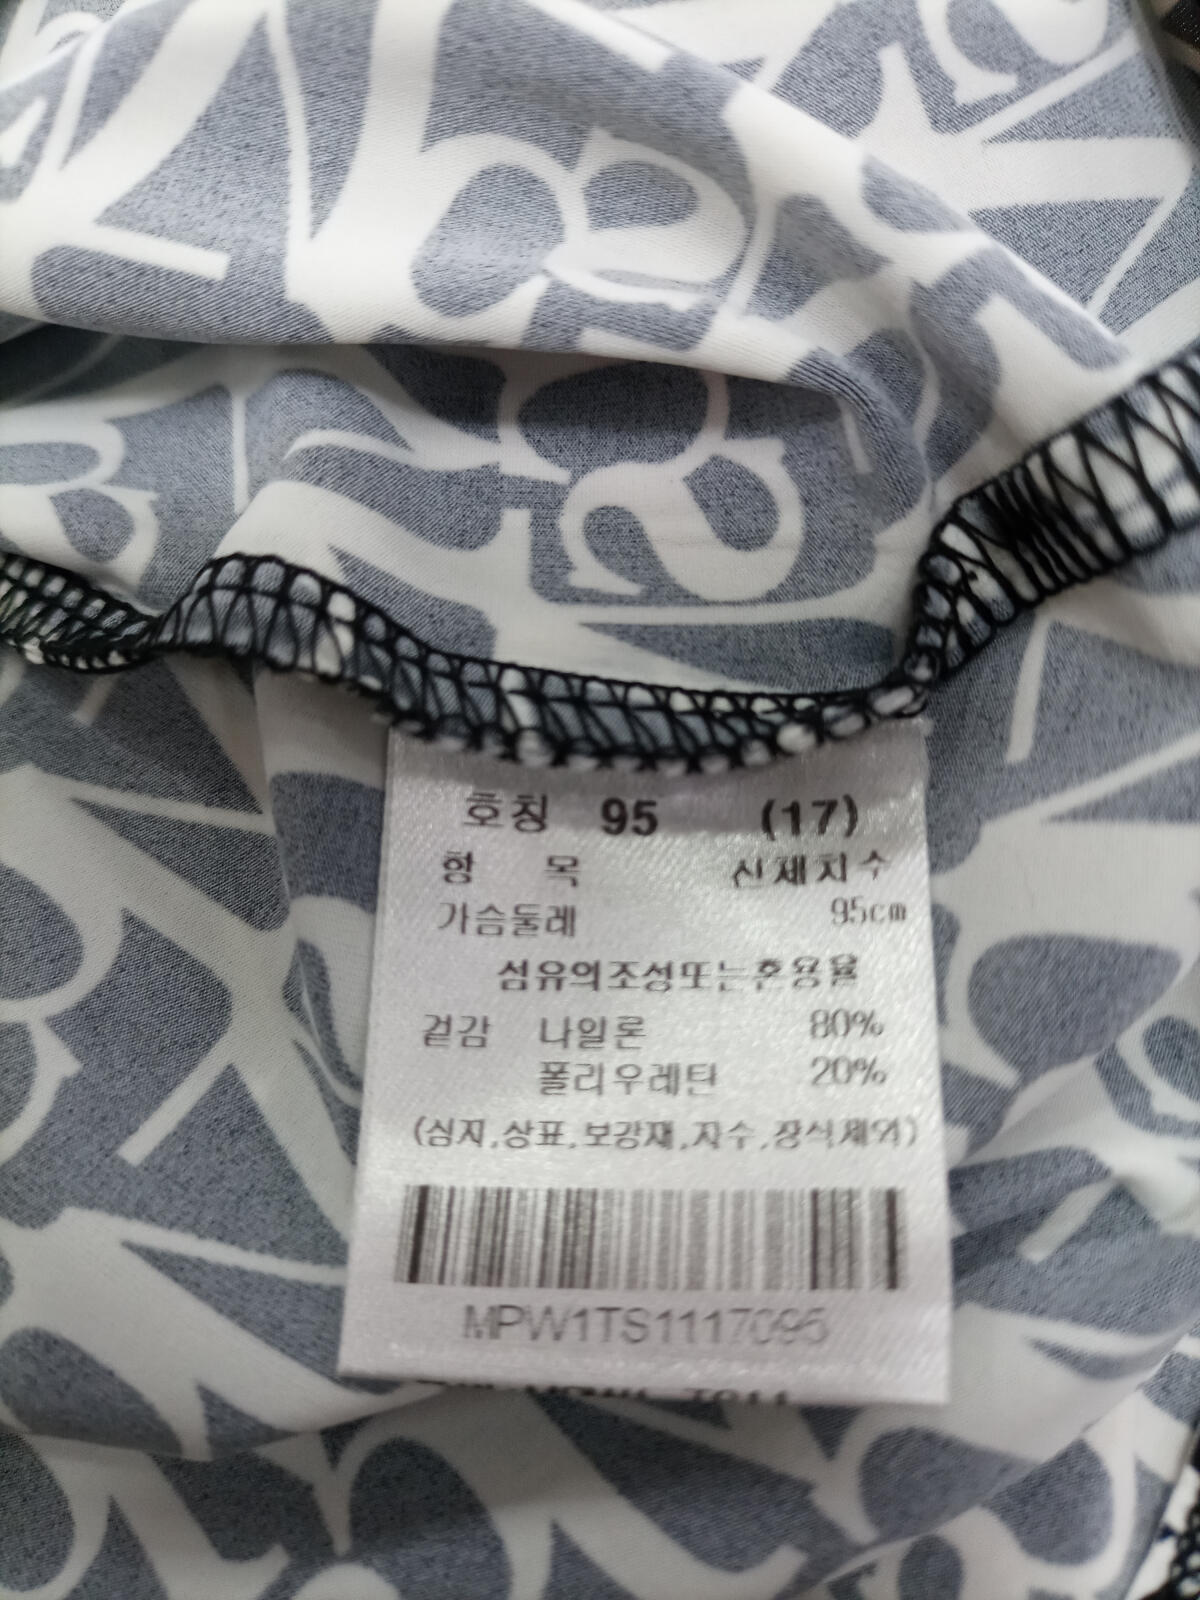 호칭 95 (17)
항 목 신체치수
가슴둘레 95cm
섬유의조성또는혼용율
겉감 나일론 80%
폴리우레탄 20%
(심지,상표,보강재,자수,장식제외)
MPW1TS1117095